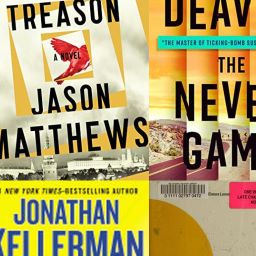 TREASON
A NOVEL
JASON
MATTHEWS
NEW YORK TIMES-BESTSELLING AUTHOR
JONATHAN
KELLERMAN
DEAV
"THE MASTER OF TICKING-BOMB SUS
THE
NEVE
GAM